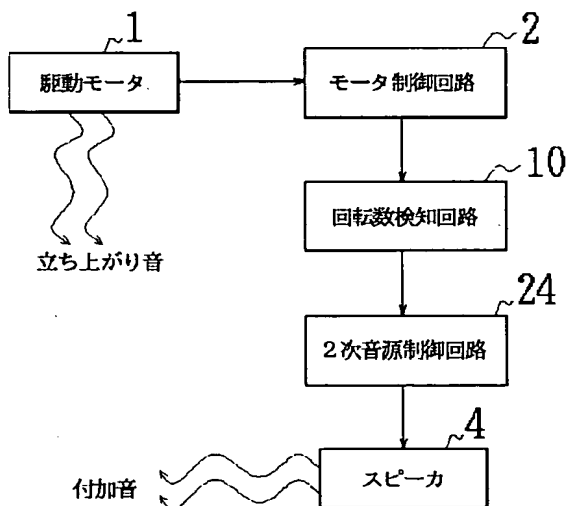 1
駆動モータ
2
モータ制御回路
10
回転数検知回路
立ち上がり音
24
2次音源制御回路
4
スピーカ
付加音